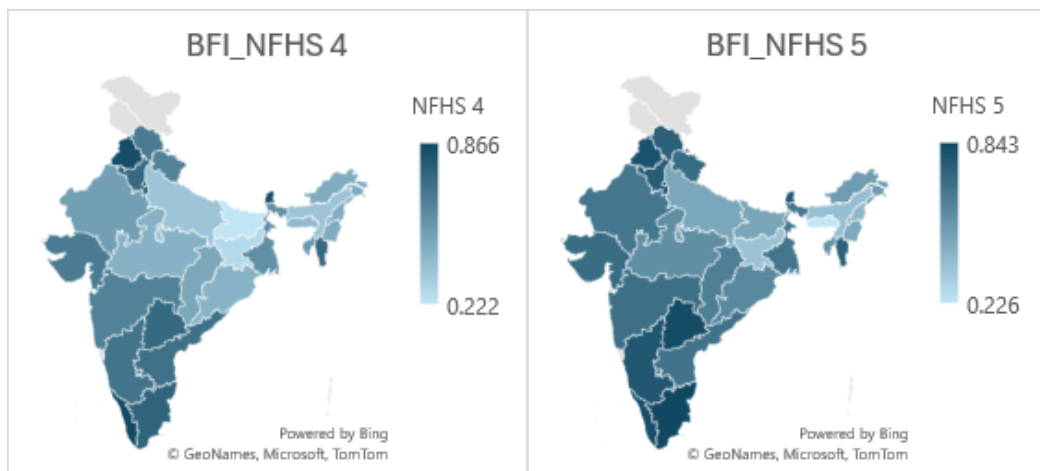 BFI_NFHS 4
NFHS 4
0.866
0.222
Powered by Bing
© GeoNames, Microsoft, TomTom
BFI_NFHS 5
NFHS 5
0.843
0.226
Powered by Bing
© GeoNames, Microsoft, TomTom